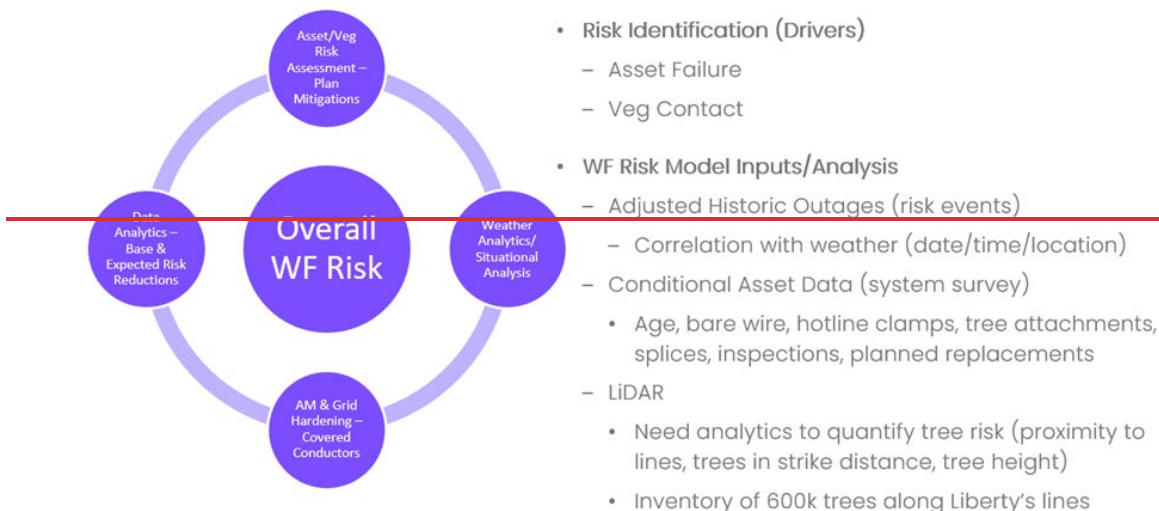 Asset/Veg
Risk
Assessment –
Plan
Mitigations
Data
Analytics –
Base &
Expected Risk
Reductions
Overall
WF Risk
Weather
Analytics/
Situational
Analysis
AM & Grid
Hardening –
Covered
Conductors
• Risk Identification (Drivers)
– Asset Failure
– Veg Contact
• WF Risk Model Inputs/Analysis
– Adjusted Historic Outages (risk events)
– Correlation with weather (date/time/location)
– Conditional Asset Data (system survey)
• Age, bare wire, hotline clamps, tree attachments,
splices, inspections, planned replacements
– LiDAR
• Need analytics to quantify tree risk (proximity to
lines, trees in strike distance, tree height)
• Inventory of 600k trees along Liberty's lines